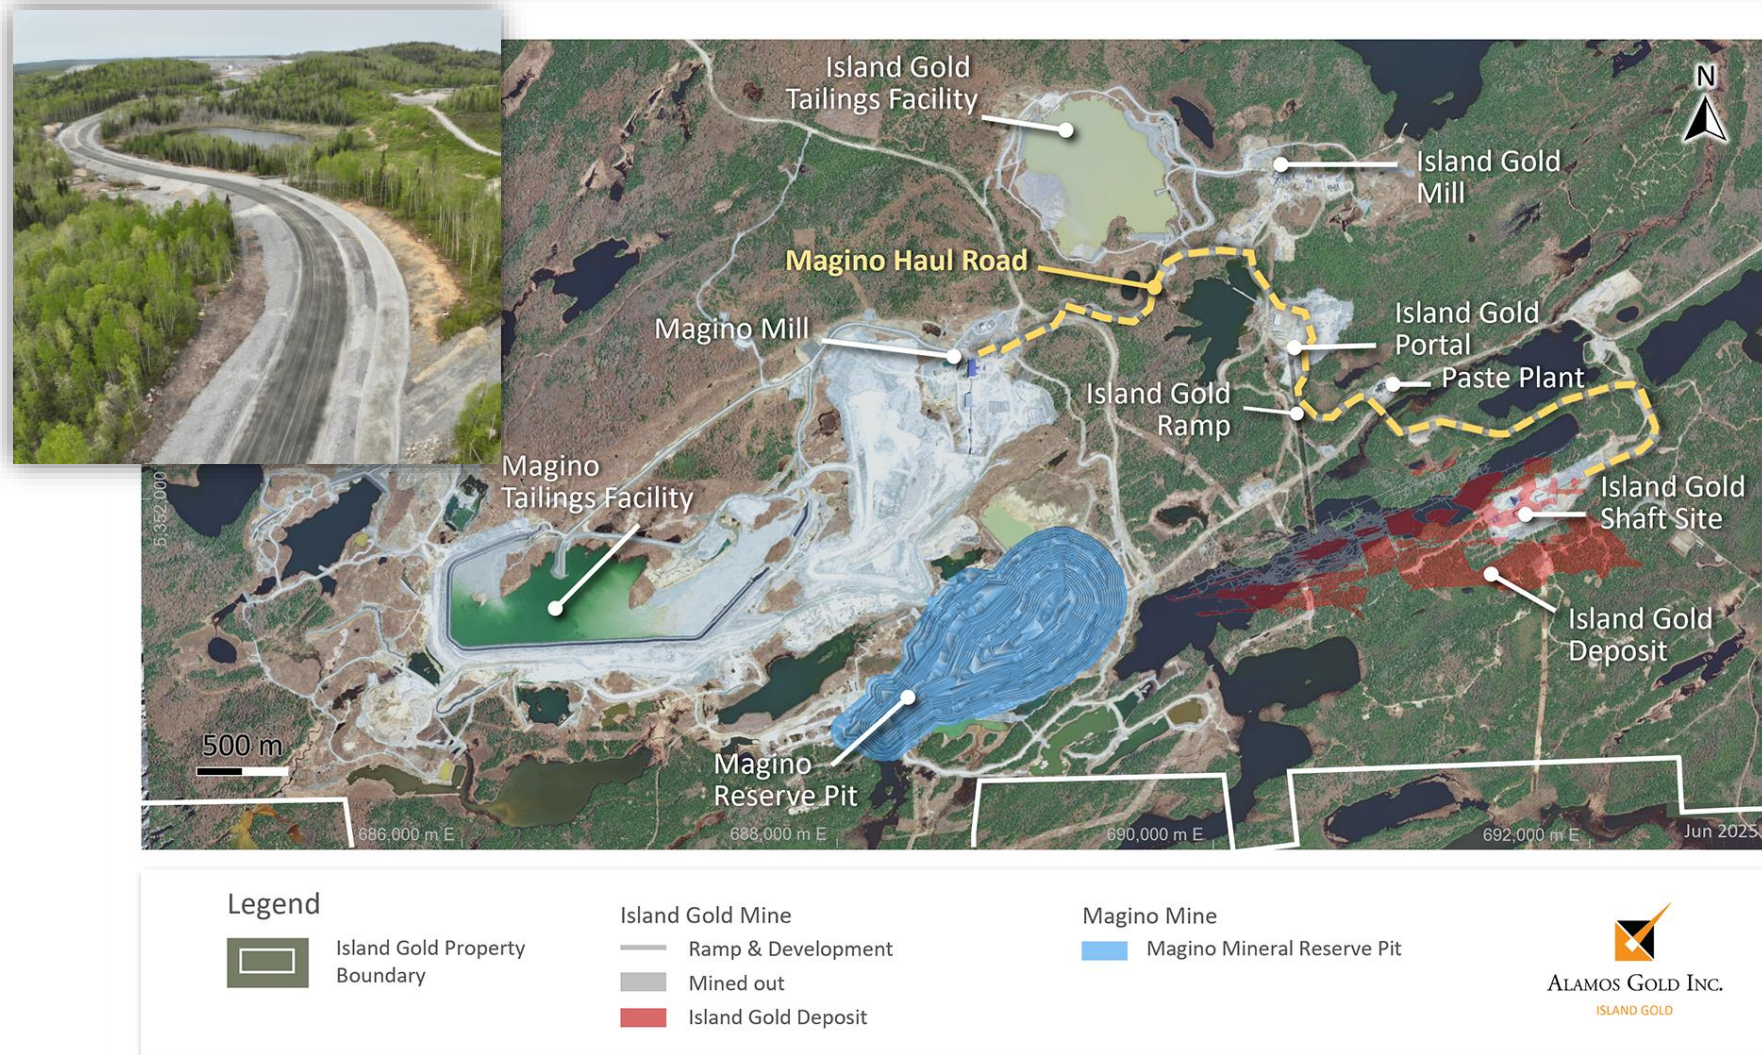 Island Gold
Tailings Facility
N
Island Gold
Mill
Magino Haul Road
Magino Mill
Island Gold
Portal
Paste Plant
Island Gold
Ramp
Magino
Tailings Facility
5,352,000
Island Gold
Shaft Site
Island Gold
Deposit
500 m
Magino
Reserve Pit
686,000 m E
688,000 m E
690,000 m E
692,000 m E
Jun 2025
Legend
Island Gold Property
Boundary
Island Gold Mine
Ramp & Development
Mined out
Island Gold Deposit
Magino Mine
Magino Mineral Reserve Pit
ALAMOS GOLD INC.
ISLAND GOLD